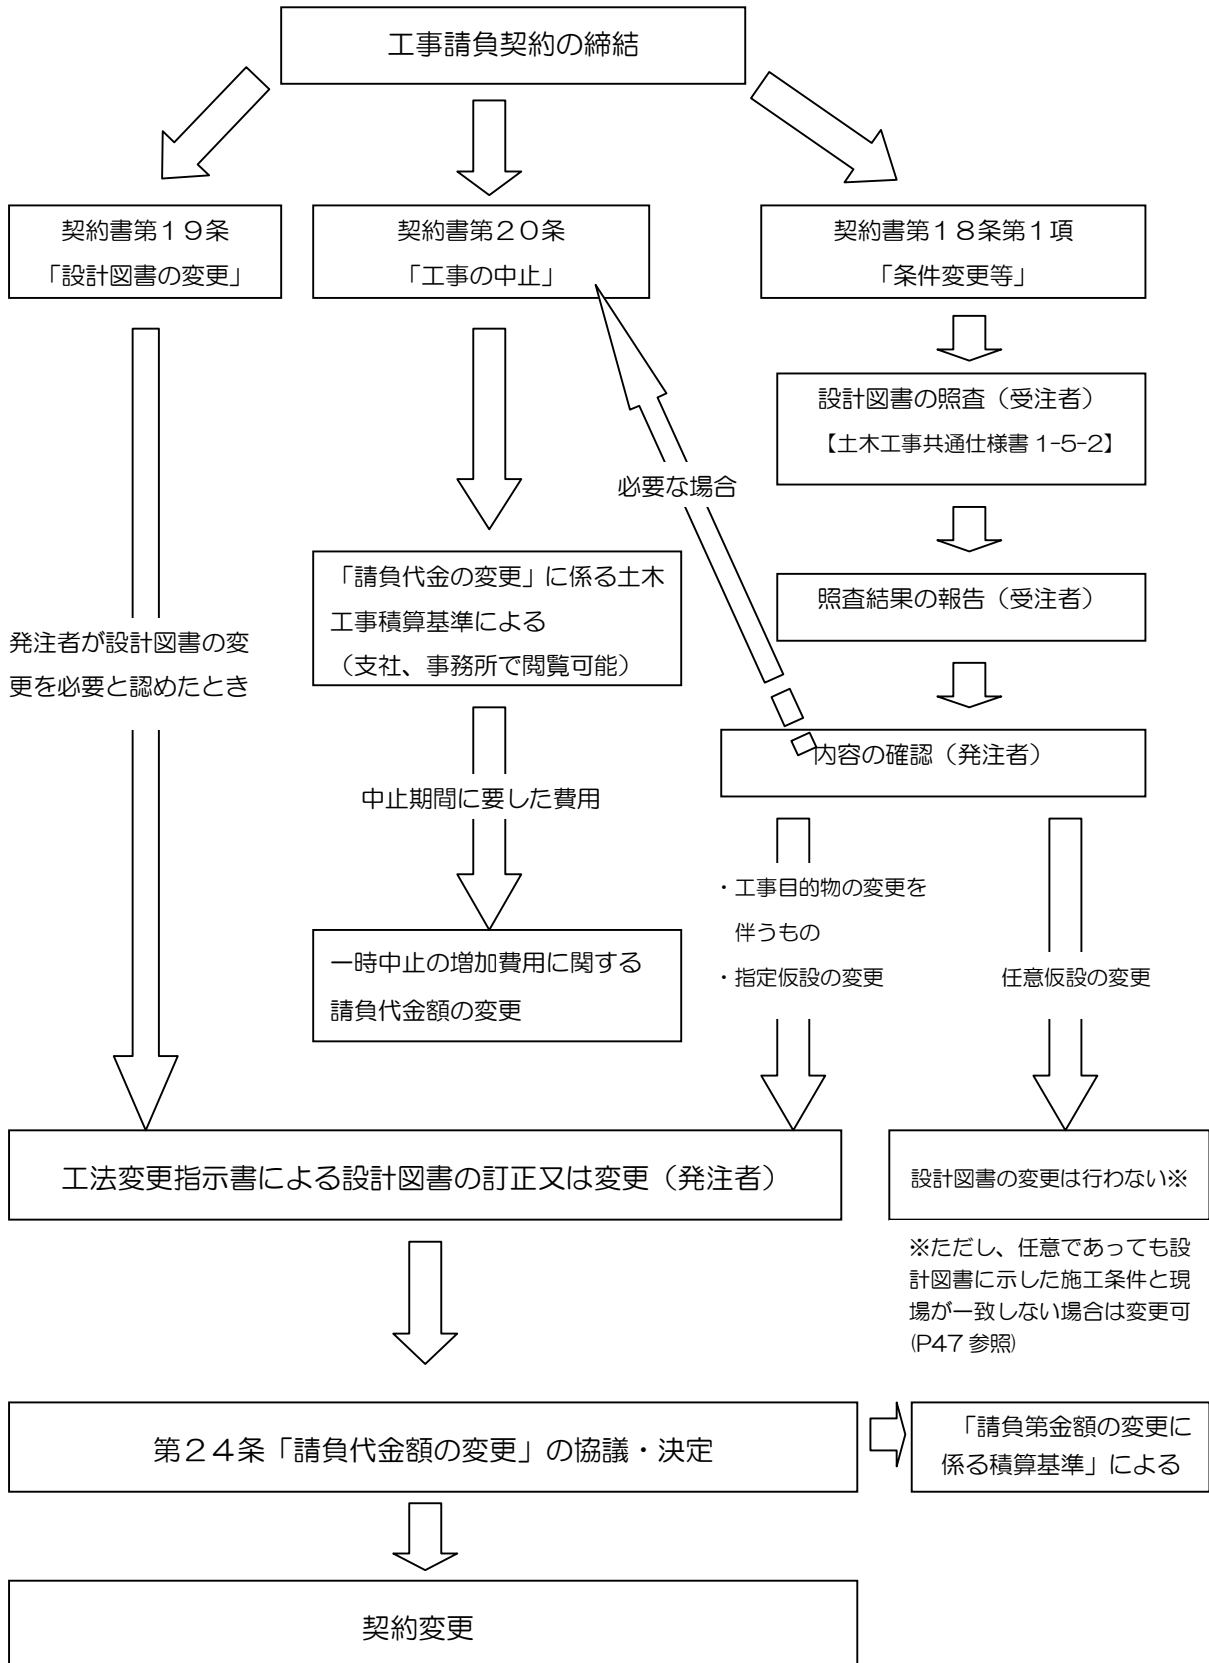 工事請負契約の締結
契約書第１９条
「設計図書の変更」
契約書第２０条
「工事の中止」
契約書第１８条第１項
「条件変更等」
設計図書の照査（受注者）
【土木工事共通仕様書 1-5-2】
必要な場合
「請負代金の変更」に係る土木
工事積算基準による
（支社、事務所で閲覧可能）
照査結果の報告（受注者）
発注者が設計図書の変
更を必要と認めたとき
内容の確認（発注者）
中止期間に要した費用
・工事目的物の変更を
伴うもの
・指定仮設の変更
任意仮設の変更
一時中止の増加費用に関する
請負代金額の変更
工法変更指示書による設計図書の訂正又は変更（発注者）
設計図書の変更は行わない※
※ただし、任意であっても設
計図書に示した施工条件と現
場が一致しない場合は変更可
(P47 参照)
第２４条「請負代金額の変更」の協議・決定
「請負第金額の変更に
係る積算基準」による
契約変更